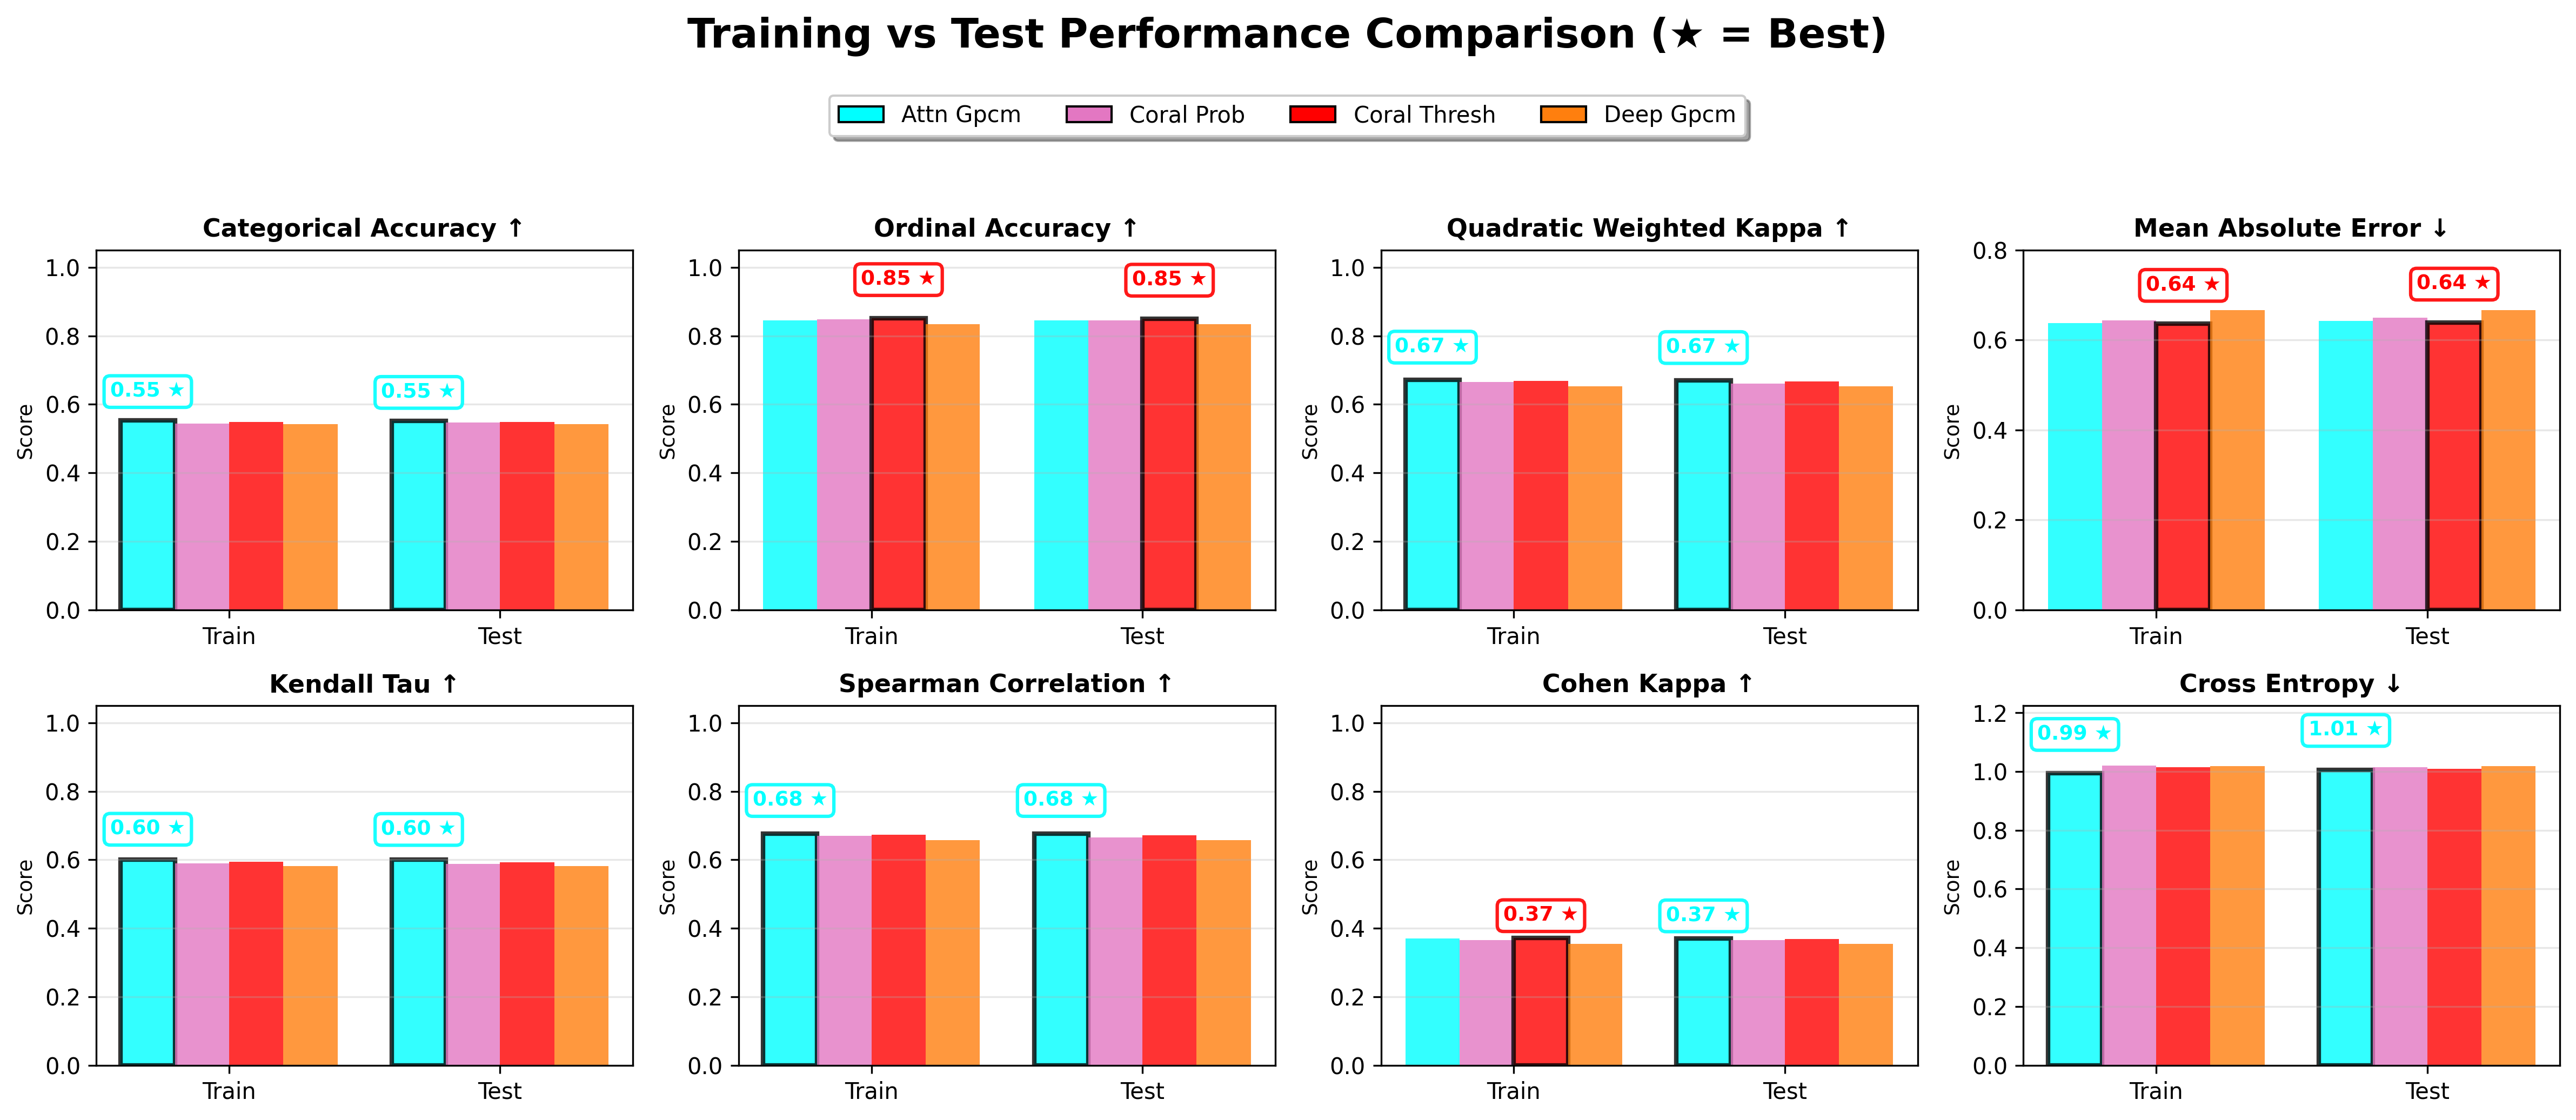 Training vs Test Performance Comparison (★ = Best)
Attn Gpcm Coral Prob Coral Thresh Deep Gpcm
Categorical Accuracy ↑
Score
1.0
0.8
0.6
0.4
0.2
0.0
0.55 ★
0.55 ★
Train Test
Ordinal Accuracy ↑
Score
1.0
0.8
0.6
0.4
0.2
0.0
0.85 ★
0.85 ★
Train Test
Quadratic Weighted Kappa ↑
Score
1.0
0.8
0.6
0.4
0.2
0.0
0.67 ★
0.67 ★
Train Test
Mean Absolute Error ↓
Score
0.8
0.6
0.4
0.2
0.0
0.64 ★
0.64 ★
Train Test
Kendall Tau ↑
Score
1.0
0.8
0.6
0.4
0.2
0.0
0.60 ★
0.60 ★
Train Test
Spearman Correlation ↑
Score
1.0
0.8
0.6
0.4
0.2
0.0
0.68 ★
0.68 ★
Train Test
Cohen Kappa ↑
Score
1.0
0.8
0.6
0.4
0.2
0.0
0.37 ★
0.37 ★
Train Test
Cross Entropy ↓
Score
1.2
1.0
0.8
0.6
0.4
0.2
0.0
0.99 ★
1.01 ★
Train Test